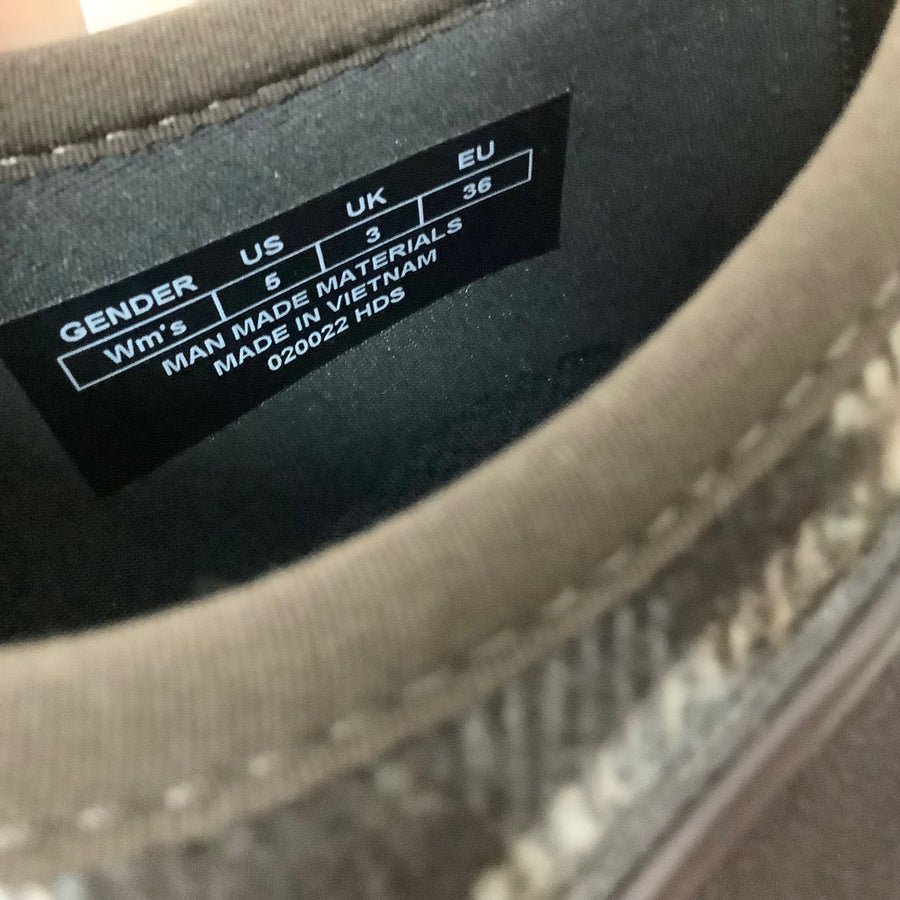 GENDER US UK EU
Wm's 5 3 36
MAN MADE MATERIALS
MADE IN VIETNAM
020022 HDS